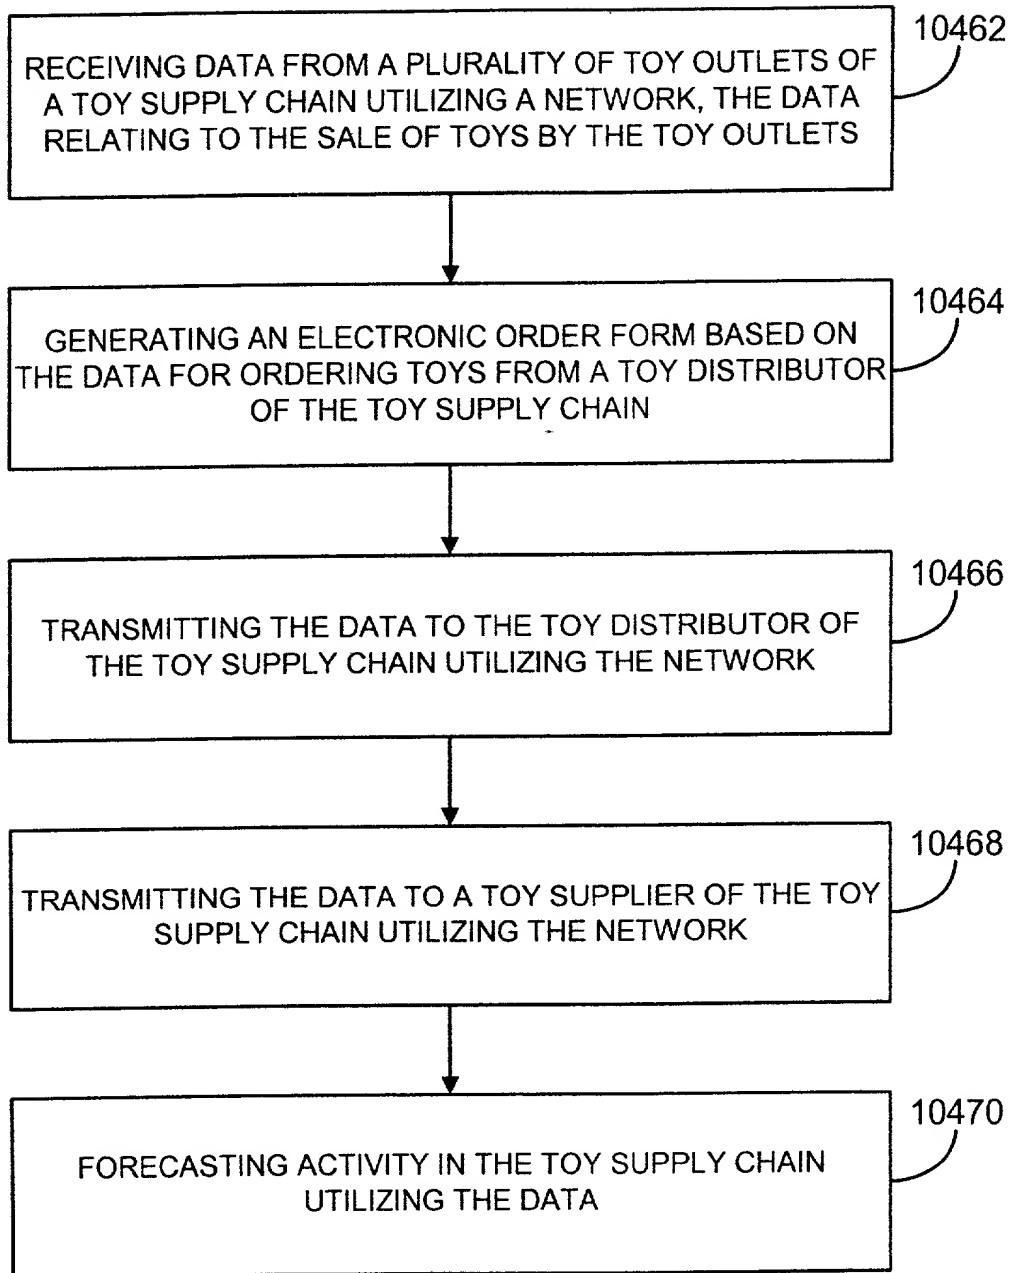 10462
RECEIVING DATA FROM A PLURALITY OF TOY OUTLETS OF
A TOY SUPPLY CHAIN UTILIZING A NETWORK, THE DATA
RELATING TO THE SALE OF TOYS BY THE TOY OUTLETS
10464
GENERATING AN ELECTRONIC ORDER FORM BASED ON
THE DATA FOR ORDERING TOYS FROM A TOY DISTRIBUTOR
OF THE TOY SUPPLY CHAIN
10466
TRANSMITTING THE DATA TO THE TOY DISTRIBUTOR OF
THE TOY SUPPLY CHAIN UTILIZING THE NETWORK
10468
TRANSMITTING THE DATA TO A TOY SUPPLIER OF THE TOY
SUPPLY CHAIN UTILIZING THE NETWORK
10470
FORECASTING ACTIVITY IN THE TOY SUPPLY CHAIN
UTILIZING THE DATA